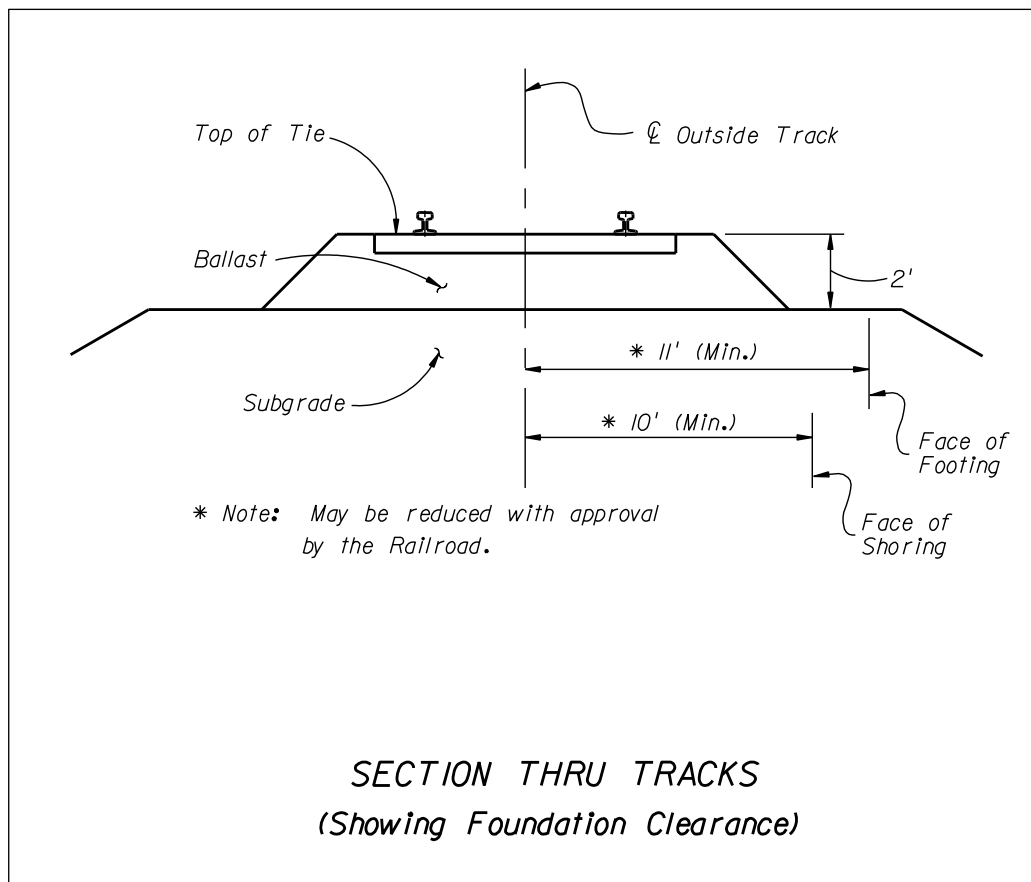 ℄ Outside Track
Top of Tie
Ballast
2'
* 11' (Min.)
Subgrade
* 10' (Min.)
Face of
Footing
* Note: May be reduced with approval
by the Railroad.
Face of
Shoring
SECTION THRU TRACKS
(Showing Foundation Clearance)